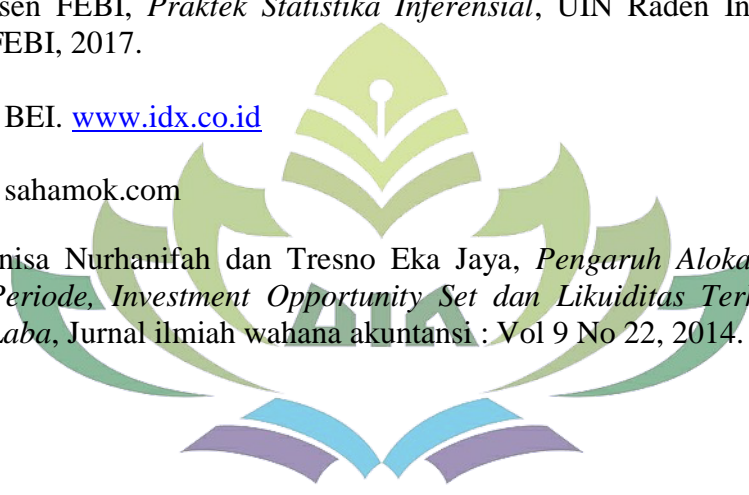 sen FEBI, Praktek Statistika Inferensial, UIN Raden In
FEBI, 2017.
BEI. www.idx.co.id
sahamok.com
nisa Nurhanifah dan Tresno Eka Jaya, Pengaruh Aloka
Periode, Investment Opportunity Set dan Likuiditas Ter
Laba, Jurnal ilmiah wahana akuntansi : Vol 9 No 22, 2014.